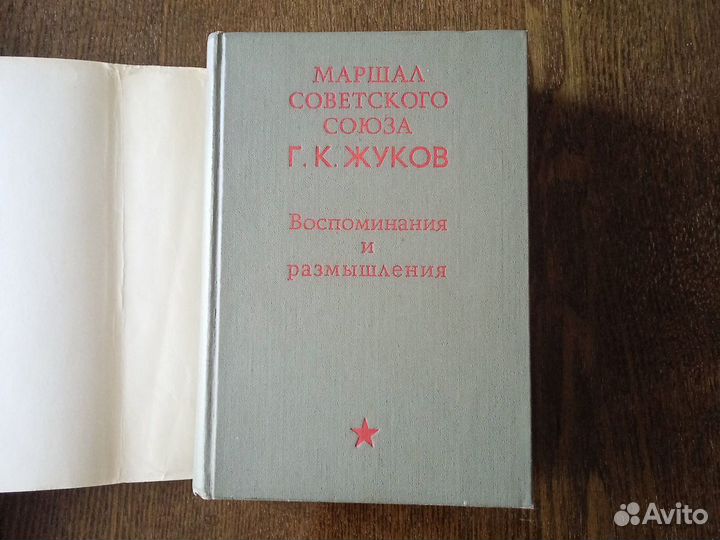 МАРШАЛ
СОВЕТСКОГО
СОЮЗА
Г. К. ЖУКОВ
Воспоминания
и
размышления
Avito